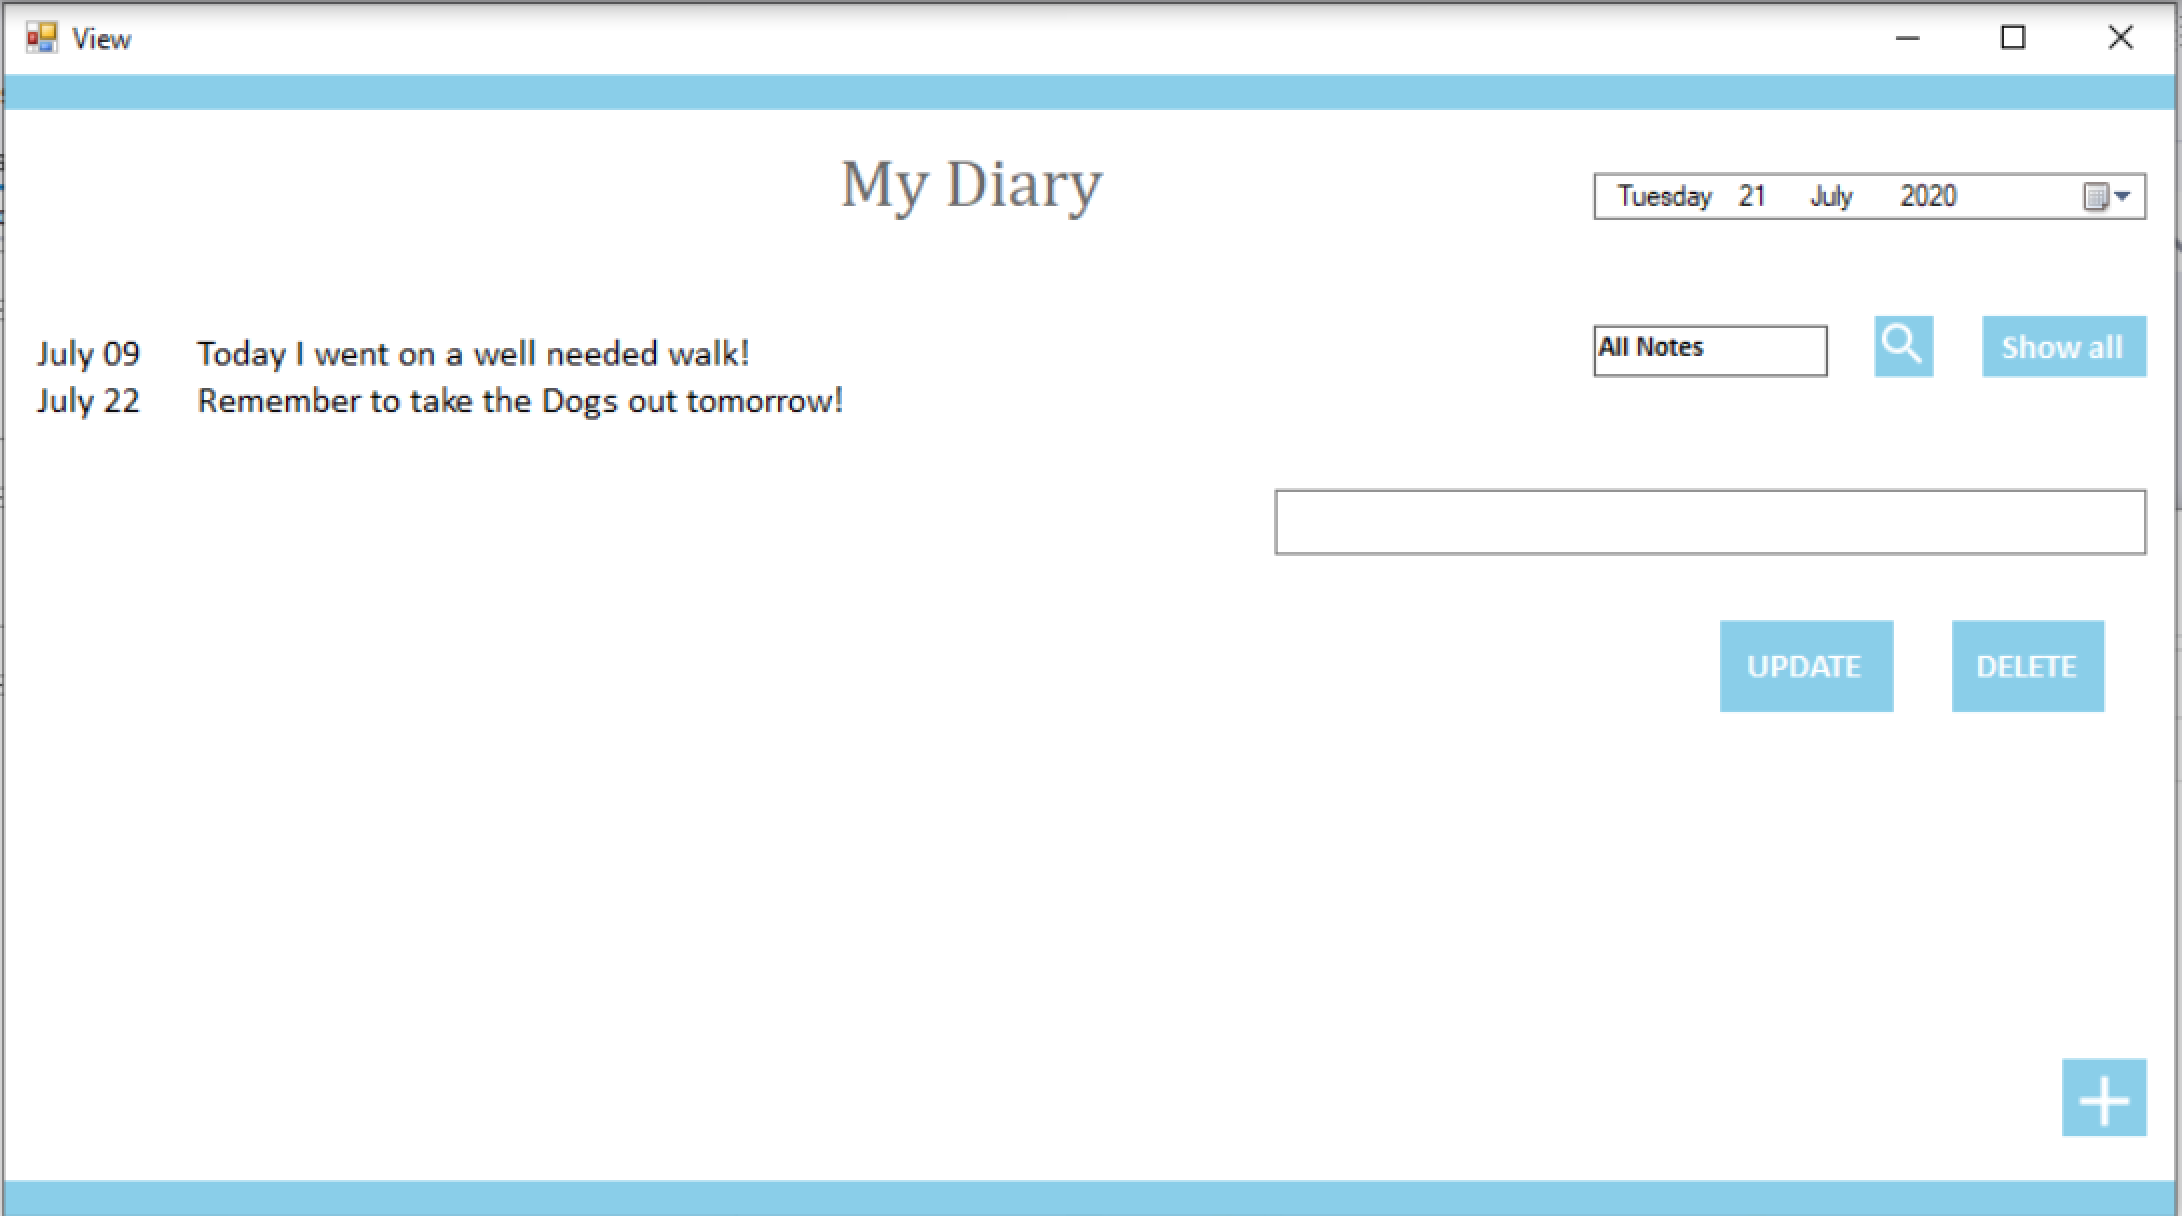 View
My Diary
Tuesday 21 July 2020
July 09 Today I went on a well needed walk!
July 22 Remember to take the Dogs out tomorrow!
All Notes
Show all
UPDATE
DELETE